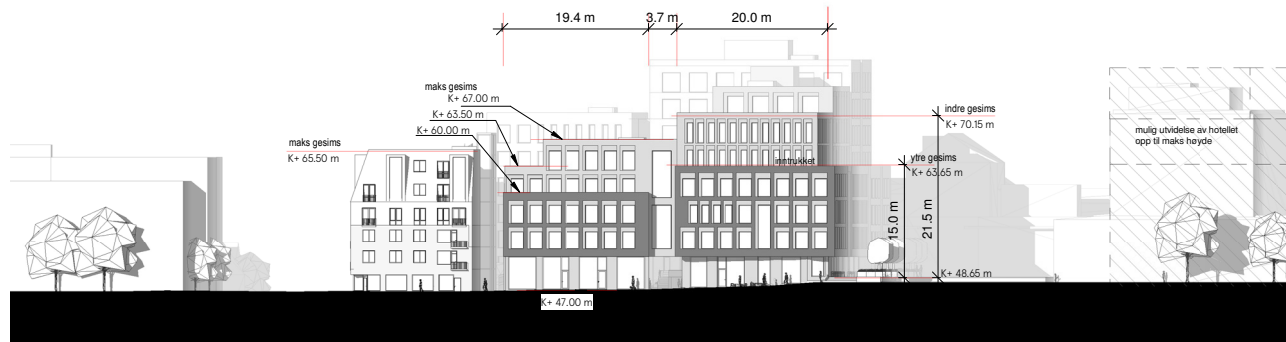 19.4 m
3.7 m
20.0 m
maks gesims
K+ 67.00 m
K+ 63.50 m
K+ 60.00 m
maks gesims
K+ 65.50 m
indre gesims
K+ 70.15 m
inntrukket
ytre gesims
K+ 63.65 m
mulig utvidelse av hotellet
opp til maks høyde
15.0 m
21.5 m
K+ 48.65 m
K+ 47.00 m